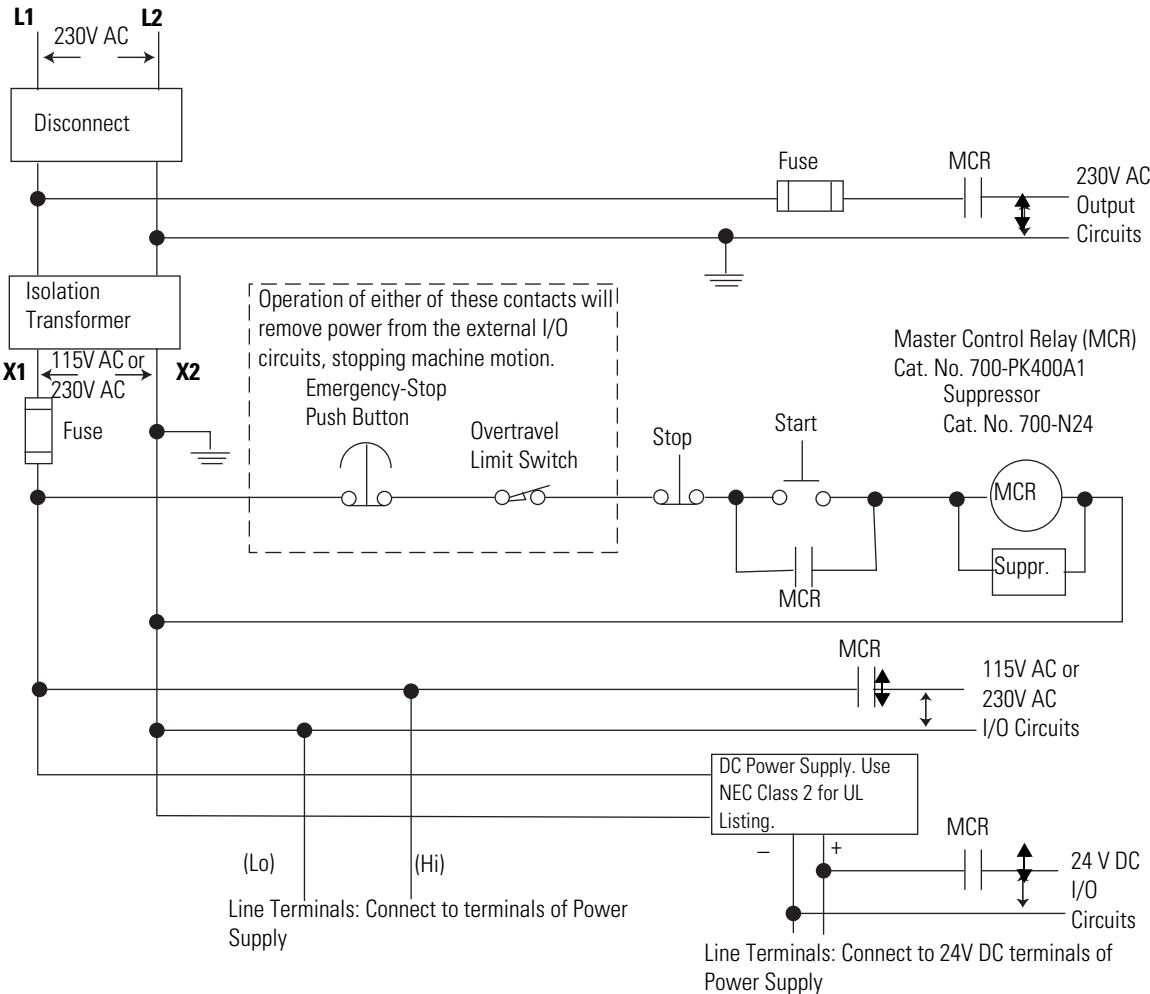 L1
L2
230V AC
Disconnect
Fuse
MCR
230V AC
Output
Circuits
Isolation
Transformer
Operation of either of these contacts will
remove power from the external I/O
circuits, stopping machine motion.
Emergency-Stop
Push Button
Overtravel
Limit Switch
X1
115V AC or
230V AC
X2
Fuse
Stop
Start
Master Control Relay (MCR)
Cat. No. 700-PK400A1
Suppressor
Cat. No. 700-N24
MCR
Suppr.
MCR
MCR
115V AC or
230V AC
I/O Circuits
DC Power Supply. Use
NEC Class 2 for UL
Listing.
MCR
– +
24 V DC
I/O
Circuits
(Lo)
(Hi)
Line Terminals: Connect to terminals of Power
Supply
Line Terminals: Connect to 24V DC terminals of
Power Supply